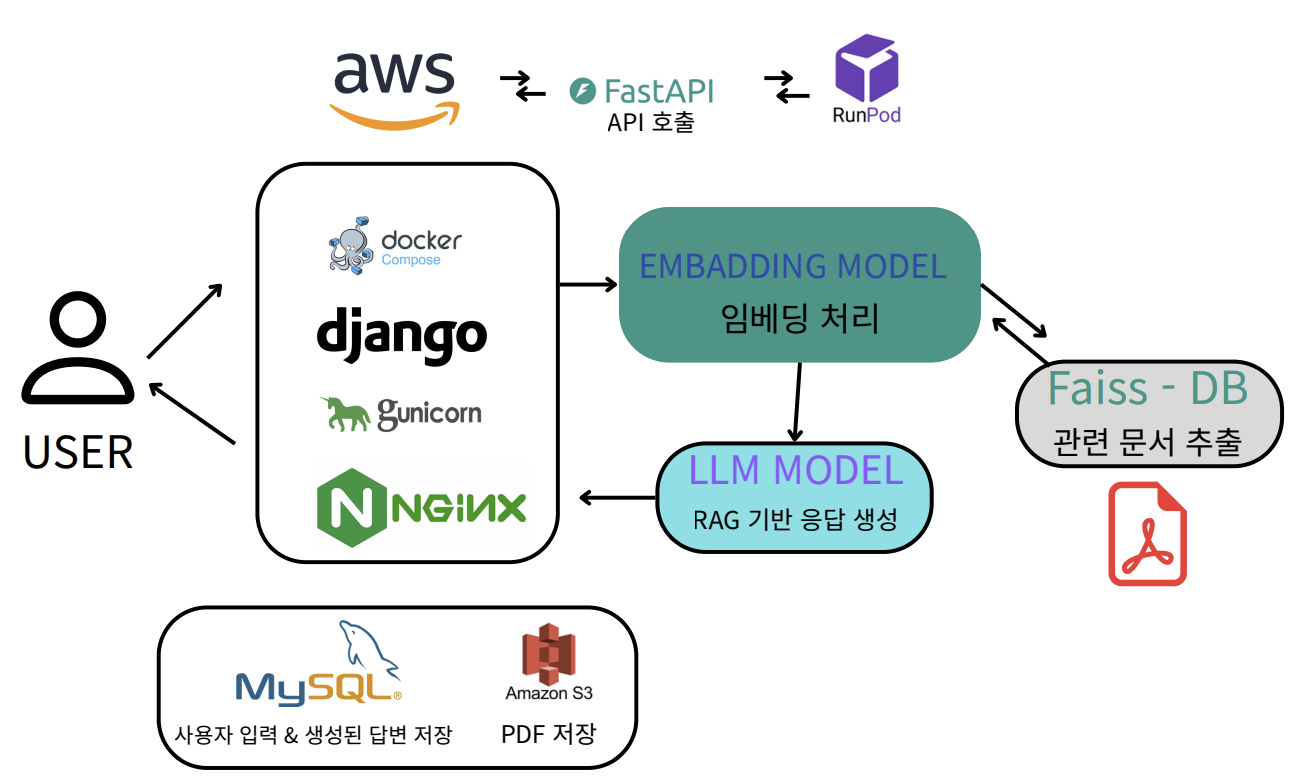 aws
FastAPI
API 호출
RunPod
docker
Compose
django
gunicorn
NGINX
USER
EMBADDING MODEL
임베딩 처리
Faiss - DB
관련 문서 추출
LLM MODEL
RAG 기반 응답 생성
MySQL®
사용자 입력 & 생성된 답변 저장
Amazon S3
PDF 저장